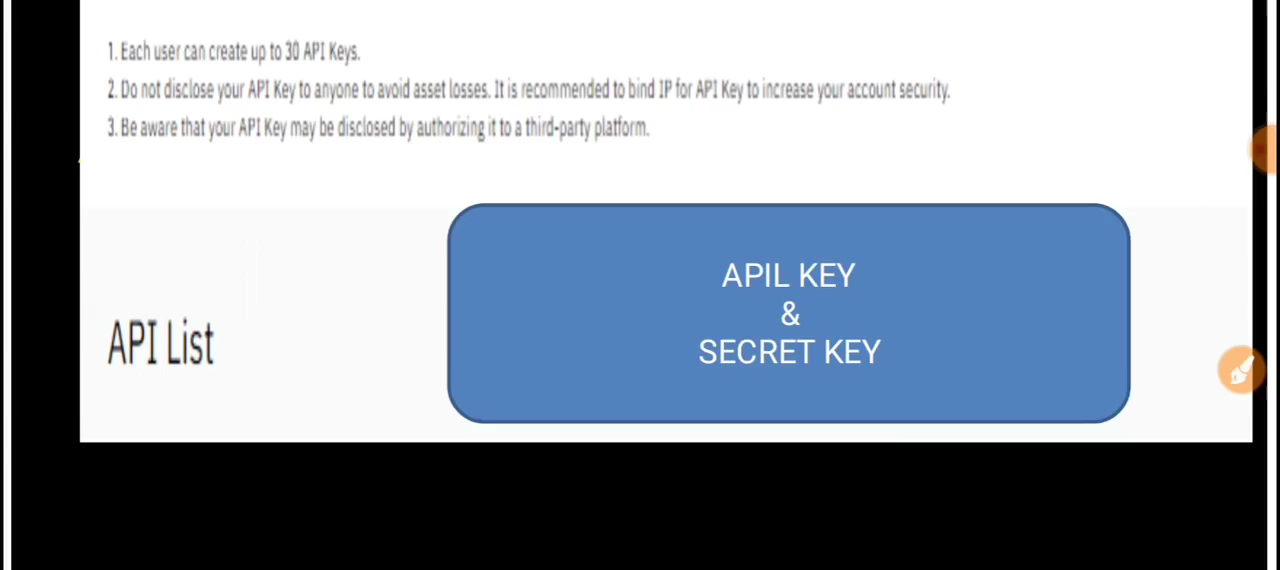 1. Each user can create up to 30 API Keys.
2. Do not disclose your API Key to anyone to avoid asset losses. It is recommended to bind IP for API Key to increase your account security.
3. Be aware that your API Key may be disclosed by authorizing it to a third-party platform.
APIL KEY
&
SECRET KEY
API List